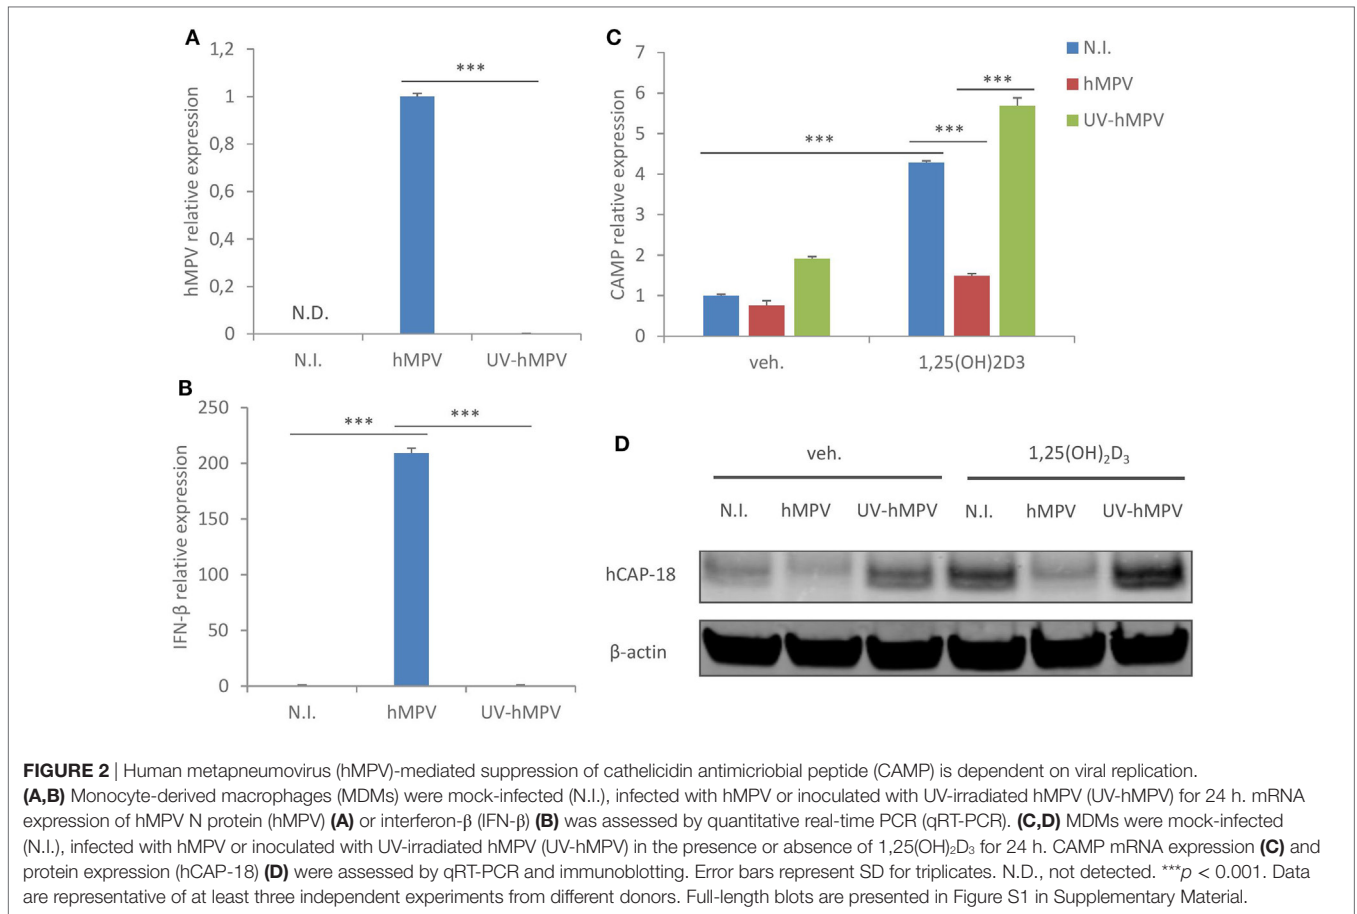 A
1,2
1
0,8
0,6
0,4
0,2
0
hMPV relative expression
***
N.D.
N.I. hMPV UV-hMPV
B
250
200
150
100
50
0
IFN-β relative expression
*** ***
N.I. hMPV UV-hMPV
C
7
6
5
4
3
2
1
0
CAMP relative expression
***
***
***
N.I.
hMPV
UV-hMPV
veh. 1,25(OH)2D3
D
veh. 1,25(OH)₂D₃
N.I. hMPV UV-hMPV N.I. hMPV UV-hMPV
hCAP-18
β-actin
FIGURE 2 | Human metapneumovirus (hMPV)-mediated suppression of cathelicidin antimicriobial peptide (CAMP) is dependent on viral replication.
(A,B) Monocyte-derived macrophages (MDMs) were mock-infected (N.I.), infected with hMPV or inoculated with UV-irradiated hMPV (UV-hMPV) for 24 h. mRNA
expression of hMPV N protein (hMPV) (A) or interferon-β (IFN-β) (B) was assessed by quantitative real-time PCR (qRT-PCR). (C,D) MDMs were mock-infected
(N.I.), infected with hMPV or inoculated with UV-irradiated hMPV (UV-hMPV) in the presence or absence of 1,25(OH)₂D₃ for 24 h. CAMP mRNA expression (C) and
protein expression (hCAP-18) (D) were assessed by qRT-PCR and immunoblotting. Error bars represent SD for triplicates. N.D., not detected. ***p < 0.001. Data
are representative of at least three independent experiments from different donors. Full-length blots are presented in Figure S1 in Supplementary Material.